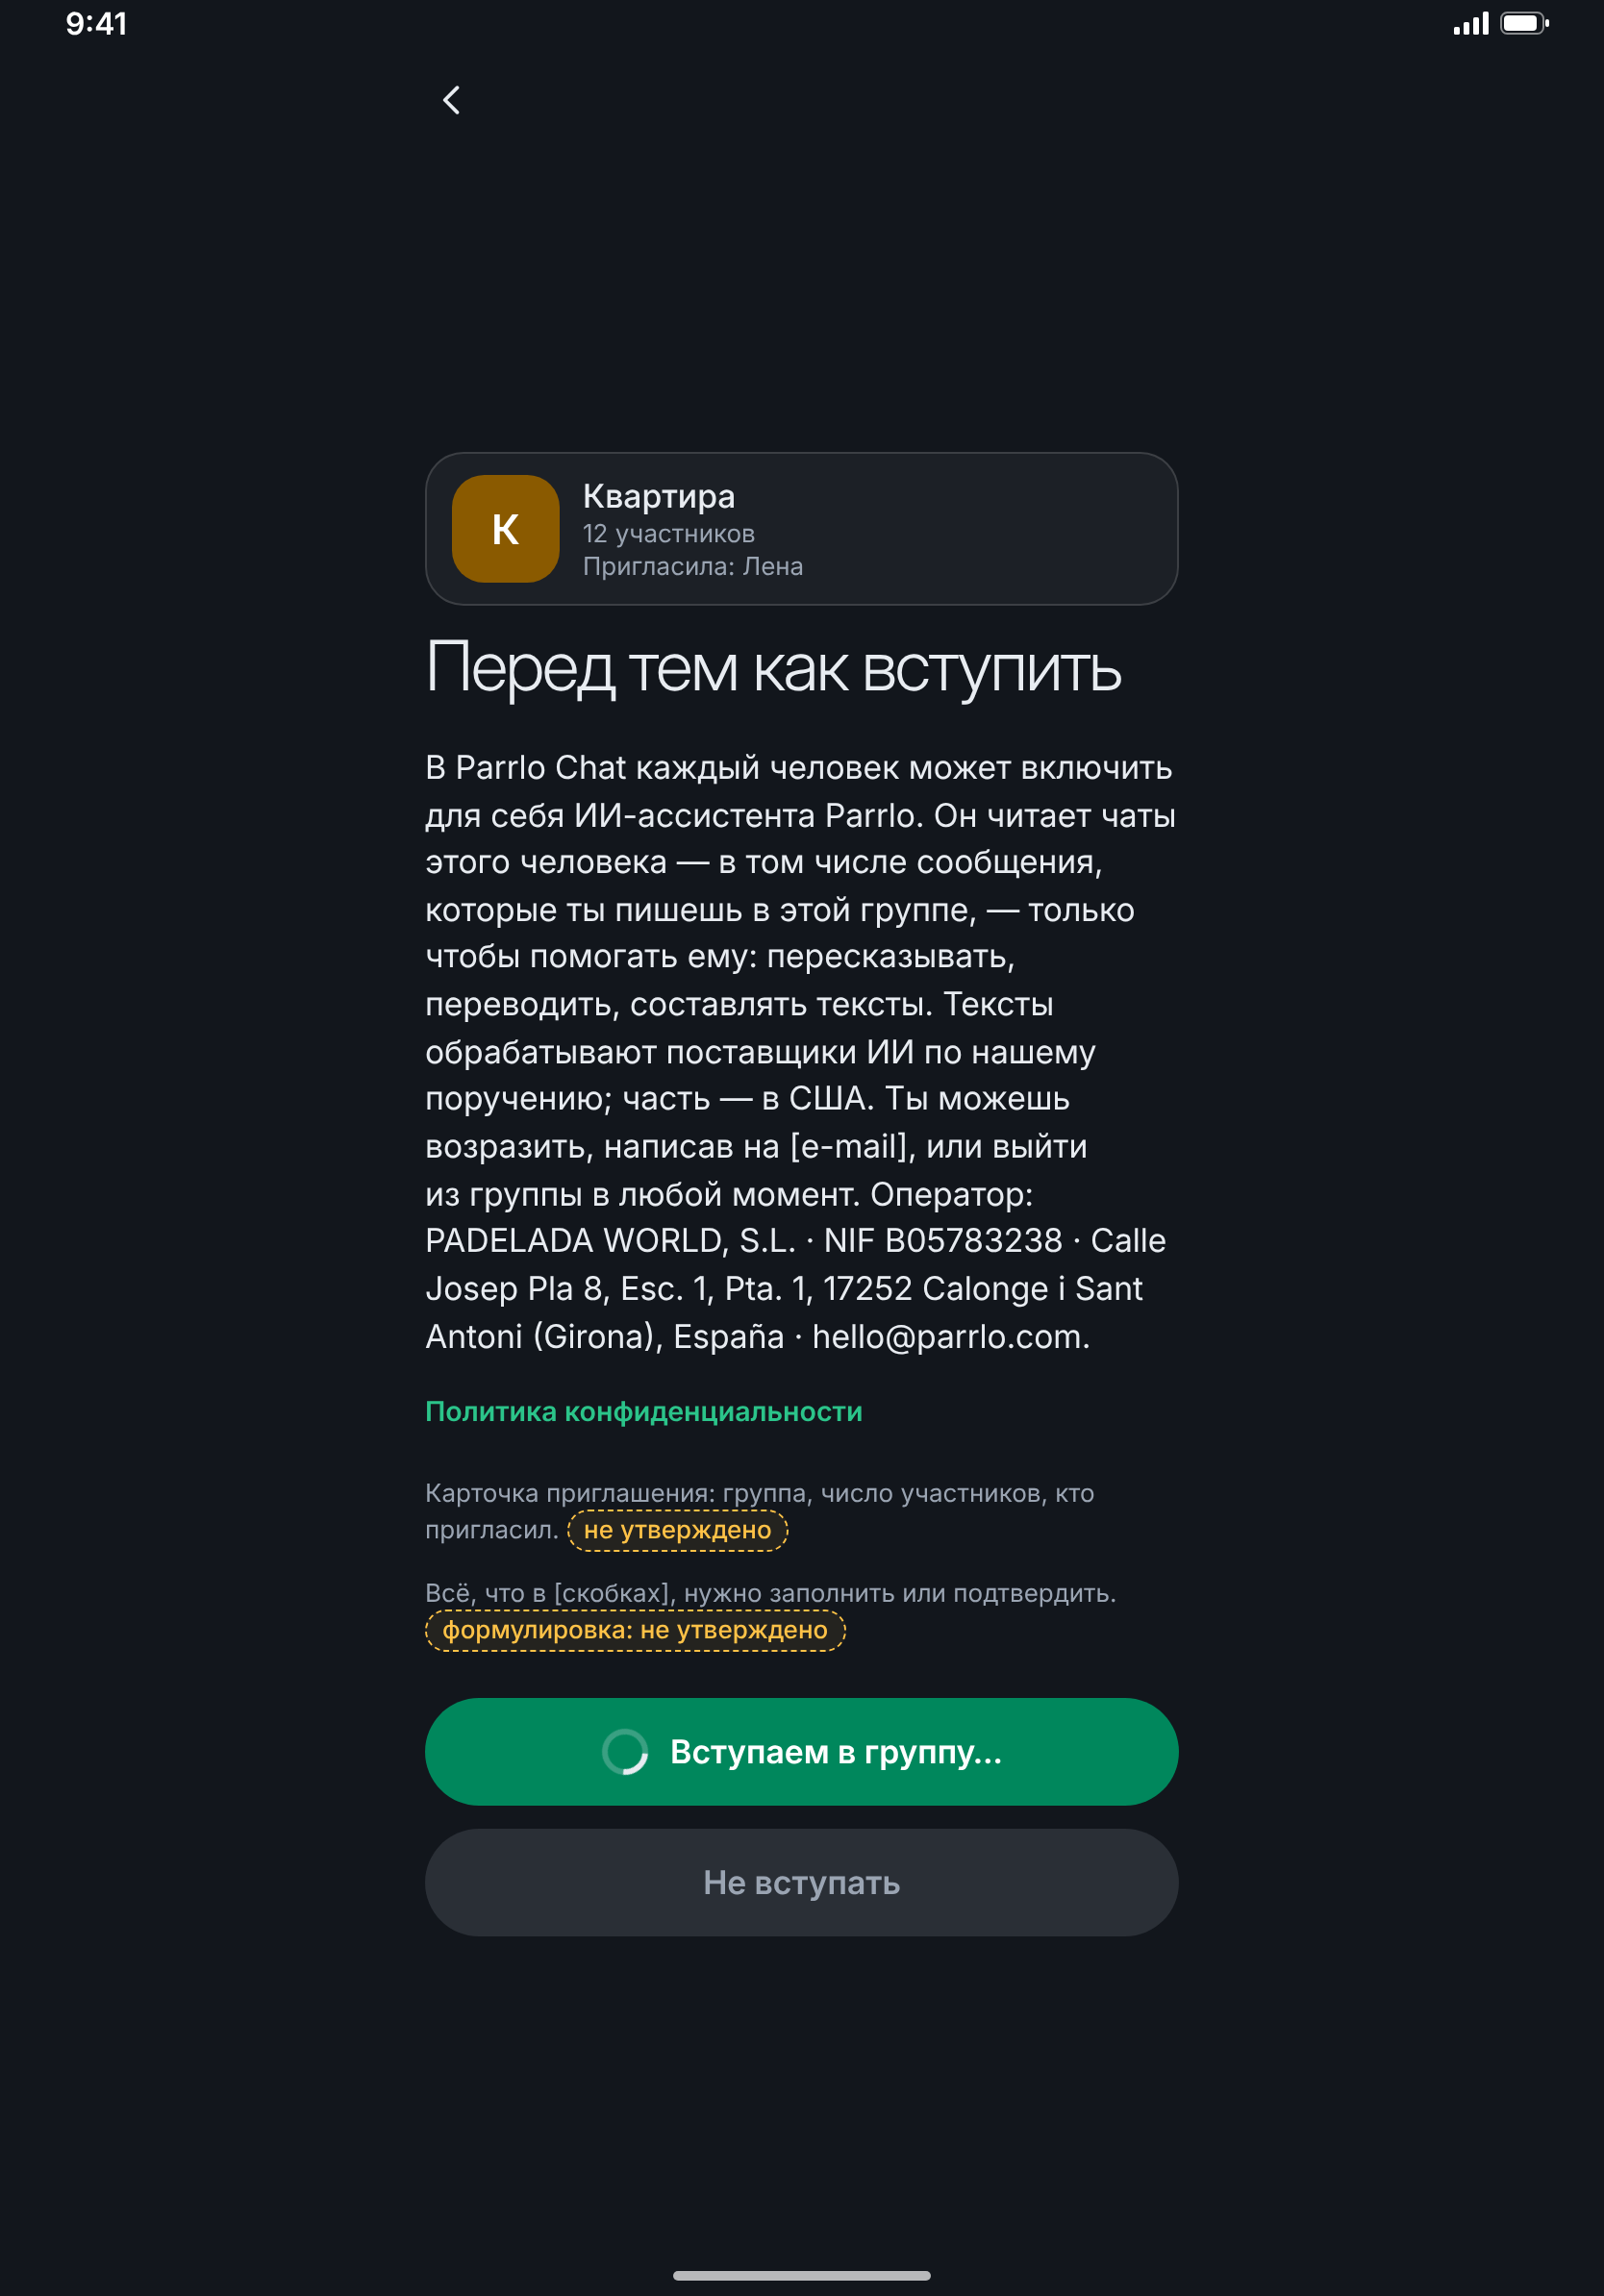 9:41
К
Квартира
12 участников
Пригласила: Лена
Перед тем как вступить
В Parrlo Chat каждый человек может включить
для себя ИИ-ассистента Parrlo. Он читает чаты
этого человека — в том числе сообщения,
которые ты пишешь в этой группе, — только
чтобы помогать ему: пересказывать,
переводить, составлять тексты. Тексты
обрабатывают поставщики ИИ по нашему
поручению; часть — в США. Ты можешь
возразить, написав на [e-mail], или выйти
из группы в любой момент. Оператор:
PADELADA WORLD, S.L. · NIF B05783238 · Calle
Josep Pla 8, Esc. 1, Pta. 1, 17252 Calonge i Sant
Antoni (Girona), España · hello@parrlo.com.
Политика конфиденциальности
Карточка приглашения: группа, число участников, кто
пригласил. не утверждено
Всё, что в [скобках], нужно заполнить или подтвердить.
формулировка: не утверждено
Вступаем в группу…
Не вступать